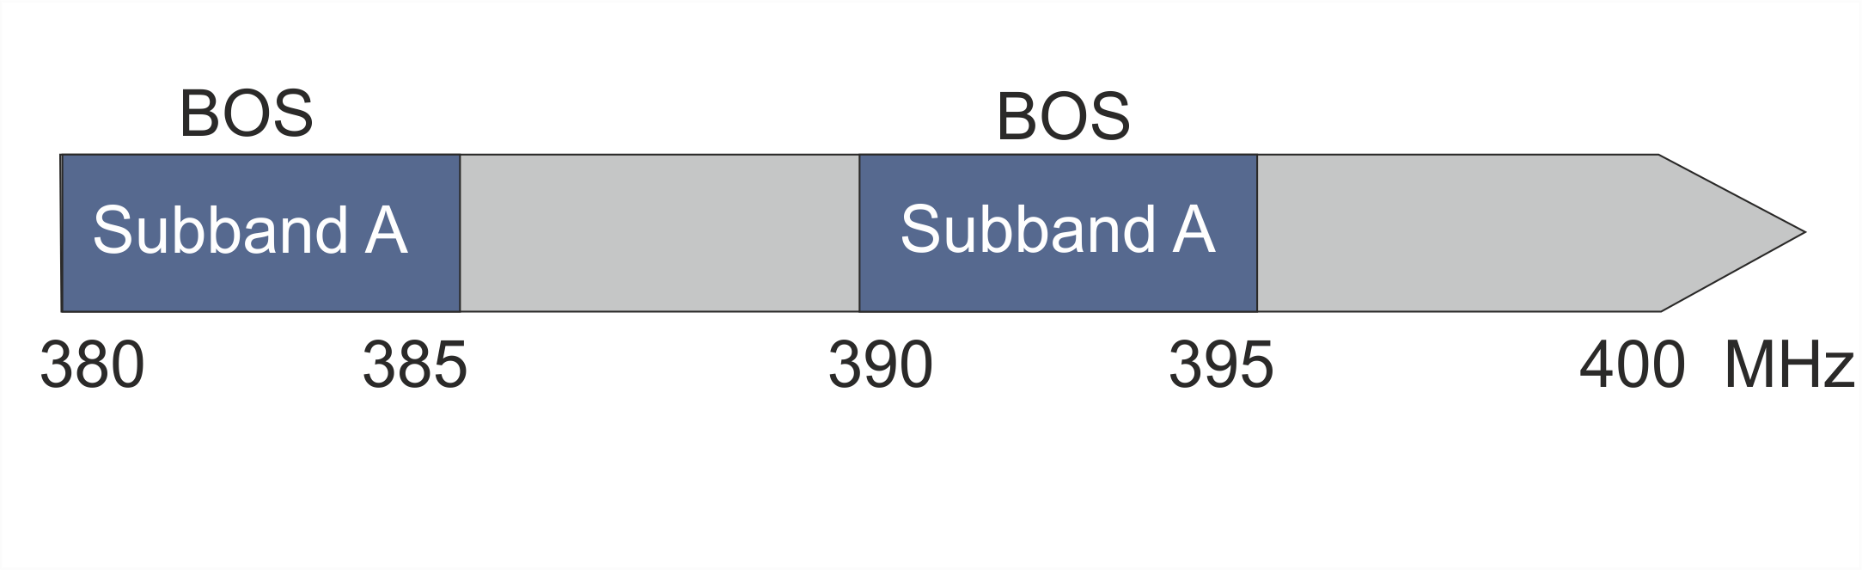 BOS BOS
Subband A Subband A
380 385 390 395 400 MHz